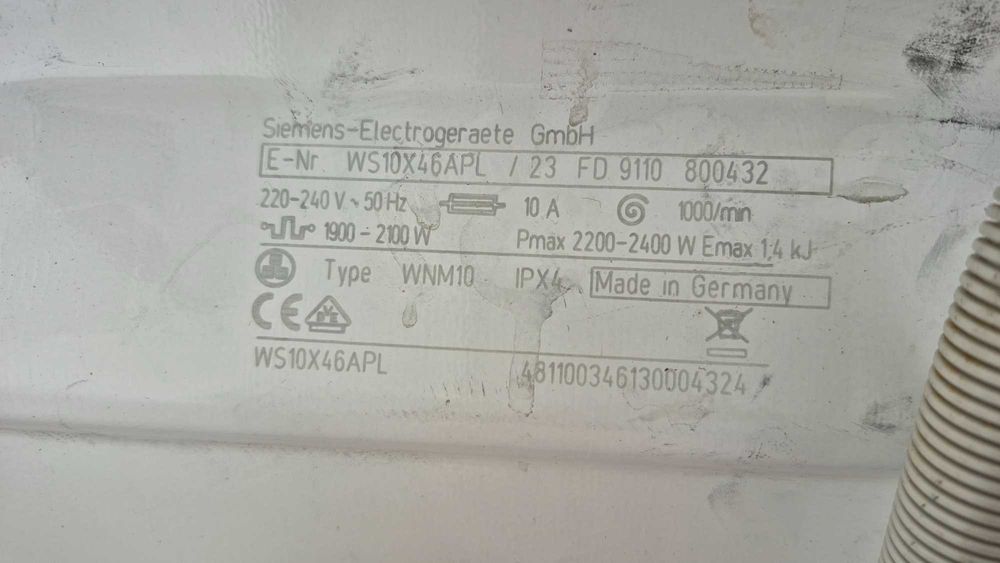 Siemens-Electrogeraete GmbH
E-Nr. WS10X46APL / 23 FD 9110 800432
220-240 V ~ 50 Hz 10 A 1000/min
1900 - 2100 W Pmax 2200-2400 W Emax 1,4 kJ
Type WNM10 IPX4 Made in Germany
CE
WS10X46APL 481100346130004324